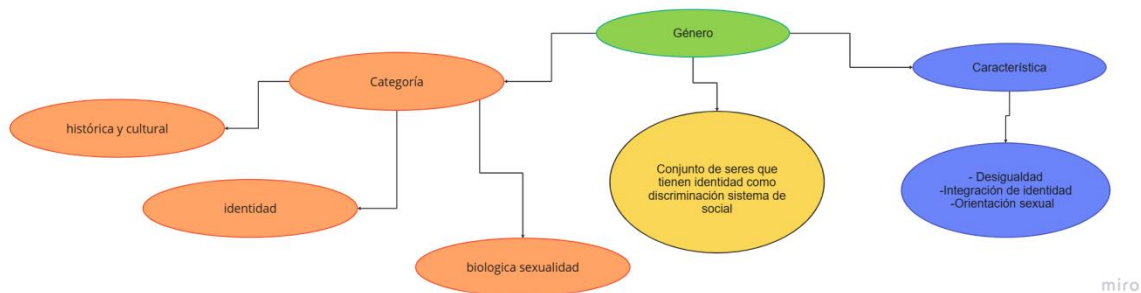 Género
Categoría
Característica
histórica y cultural
identidad
biologica sexualidad
Conjunto de seres que
tienen identidad como
discriminación sistema de
social
- Desigualdad
-Integración de identidad
-Orientación sexual
miro